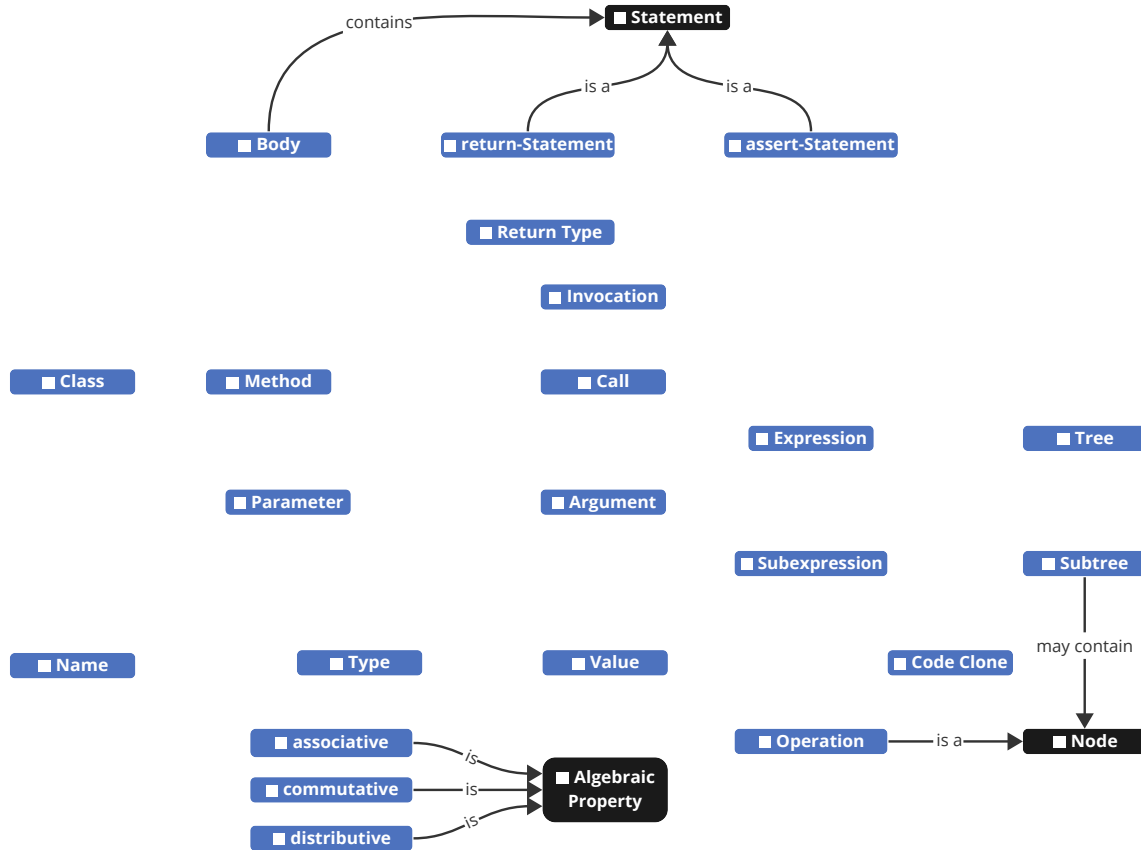 contains
Statement
is a
is a
Body
return-Statement
assert-Statement
Return Type
Invocation
Class
Method
Call
Expression
Tree
Parameter
Argument
Subexpression
Subtree
may contain
Name
Type
Value
Code Clone
associative
is
Operation
is a
Node
Algebraic
Property
commutative
is
is
distributive